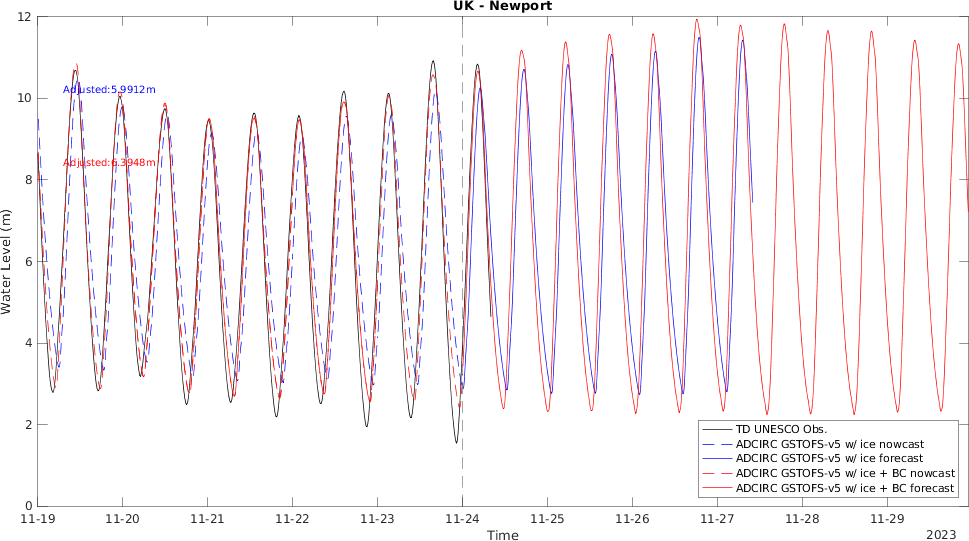 UK - Newport
12
10
8
6
4
2
0
Water Level (m)
Adjusted:5.9912m
Adjusted:6.3948m
TD UNESCO Obs.
ADCIRC GSTOFS-v5 w/ ice nowcast
ADCIRC GSTOFS-v5 w/ ice forecast
ADCIRC GSTOFS-v5 w/ ice + BC nowcast
ADCIRC GSTOFS-v5 w/ ice + BC forecast
11-19 11-20 11-21 11-22 11-23 11-24 11-25 11-26 11-27 11-28 11-29
Time
2023